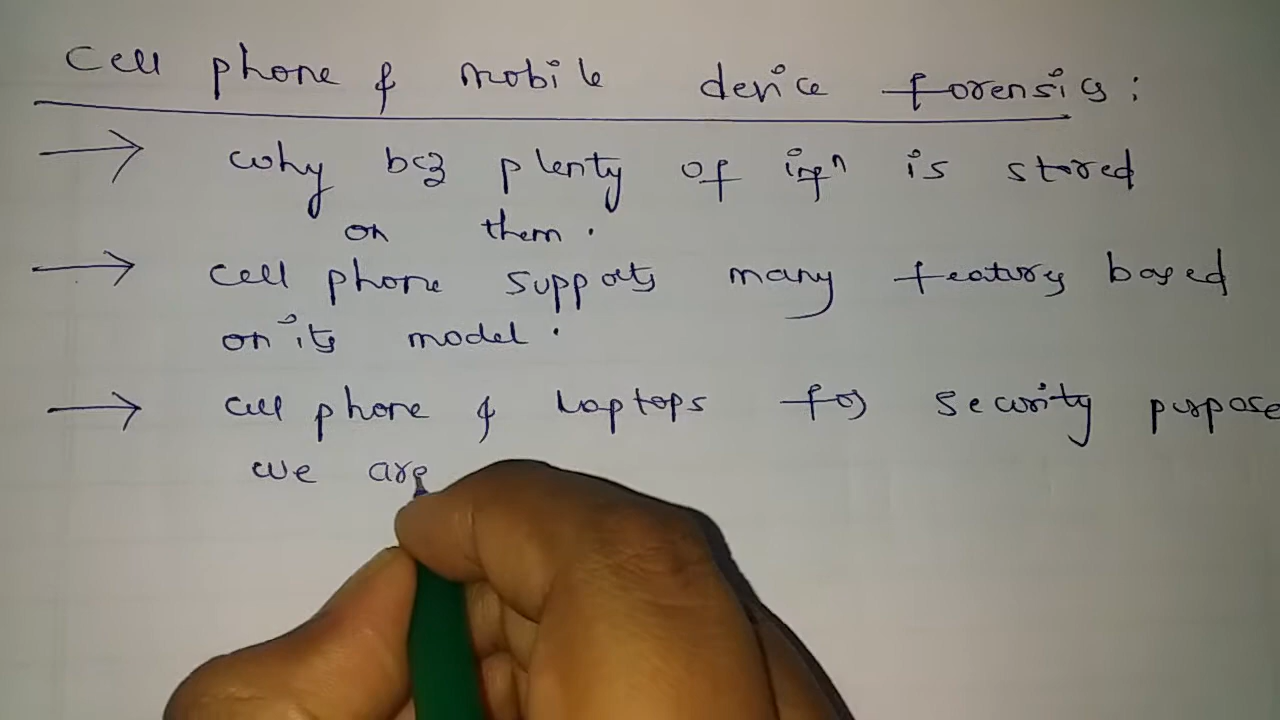 Cell phone & mobile device forensics:
→ why bcz plenty of infn is stored
on them.
→ cell phone supports many features based
on its model.
→ cell phone & laptops for security purpose
we are